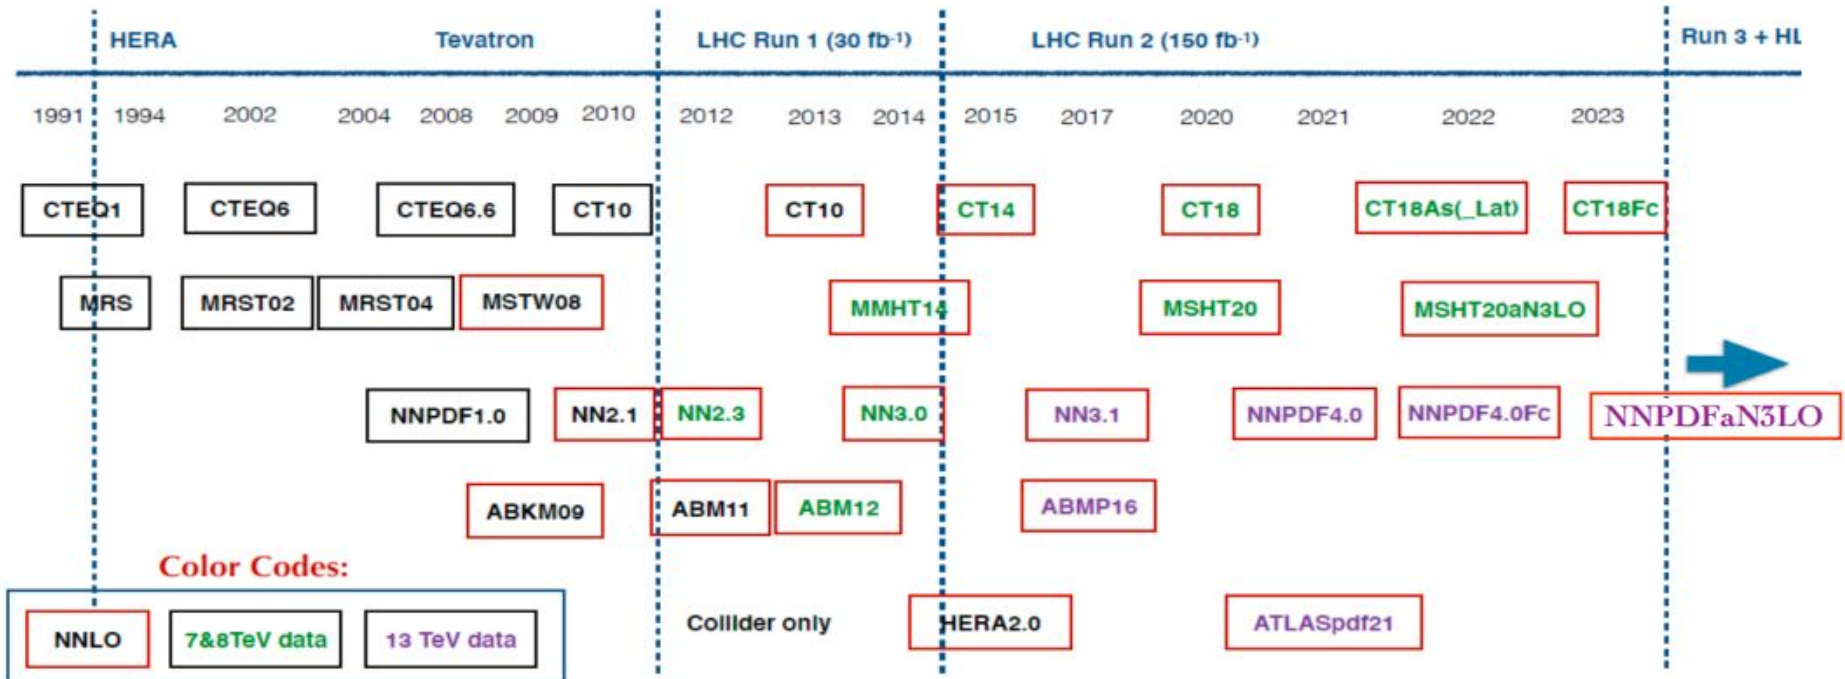 HERA Tevatron LHC Run 1 (30 fb-1) LHC Run 2 (150 fb-1) Run 3 + HL
1991 1994 2002 2004 2008 2009 2010 2012 2013 2014 2015 2017 2020 2021 2022 2023
CTEQ1 CTEQ6 CTEQ6.6 CT10 CT10 CT14 CT18 CT18As(_Lat) CT18Fc
MRS MRST02 MRST04 MSTW08 MMHT14 MSHT20 MSHT20aN3LO
NNPDF1.0 NN2.1 NN2.3 NN3.0 NN3.1 NNPDF4.0 NNPDF4.0Fc NNPDFaN3LO
ABKM09 ABM11 ABM12 ABMP16
Color Codes:
NNLO 7&8TeV data 13 TeV data Collider only HERA2.0 ATLASpdf21